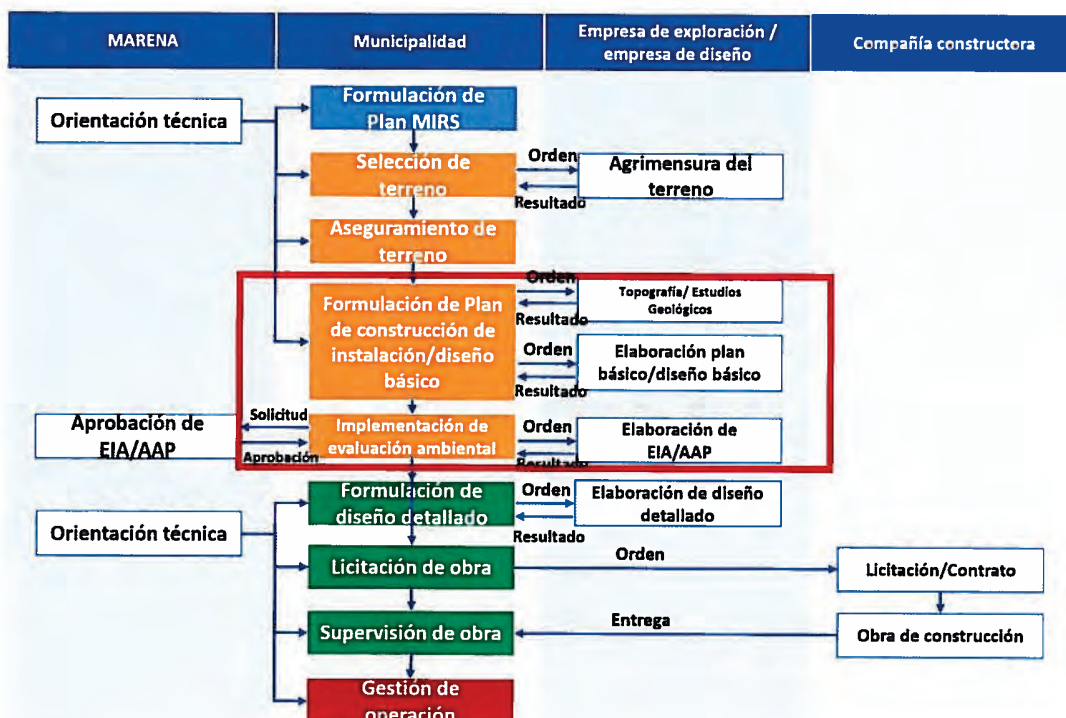 MARENA
Municipalidad
Empresa de exploración /
empresa de diseño
Compañía constructora
Orientación técnica
Formulación de
Plan MIRS
Selección de
terreno
Orden
Resultado
Agrimensura del
terreno
Aseguramiento de
terreno
Formulación de Plan
de construcción de
instalación/diseño
básico
Orden
Resultado
Topografía/ Estudios
Geológicos
Orden
Resultado
Elaboración plan
básico/diseño básico
Aprobación de
EIA/AAP
Solicitud
Aprobación
Implementación de
evaluación ambiental
Orden
Resultado
Elaboración de
EIA/AAP
Orientación técnica
Formulación de
diseño detallado
Orden
Resultado
Elaboración de diseño
detallado
Licitación de obra
Orden
Licitación/Contrato
Supervisión de obra
Entrega
Obra de construcción
Gestión de
operación